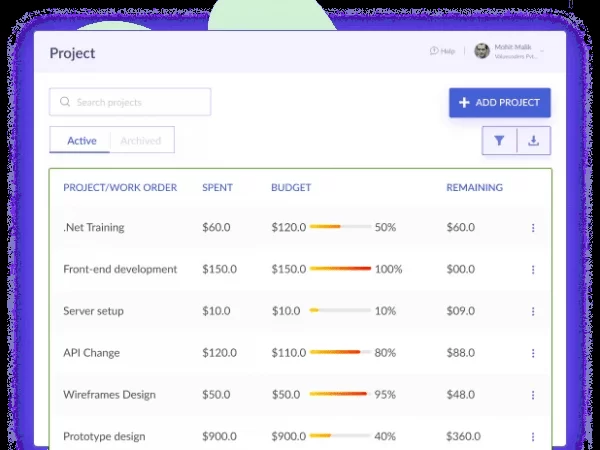 Project
Help
Mohit Malik
Search projects
ADD PROJECT
Active Archived
PROJECT/WORK ORDER SPENT BUDGET REMAINING
.Net Training $60.0 $120.0 50% $60.0
Front-end development $150.0 $150.0 100% $00.0
Server setup $10.0 $10.0 10% $09.0
API Change $120.0 $110.0 80% $88.0
Wireframes Design $50.0 $50.0 95% $48.0
Prototype design $900.0 $900.0 40% $360.0